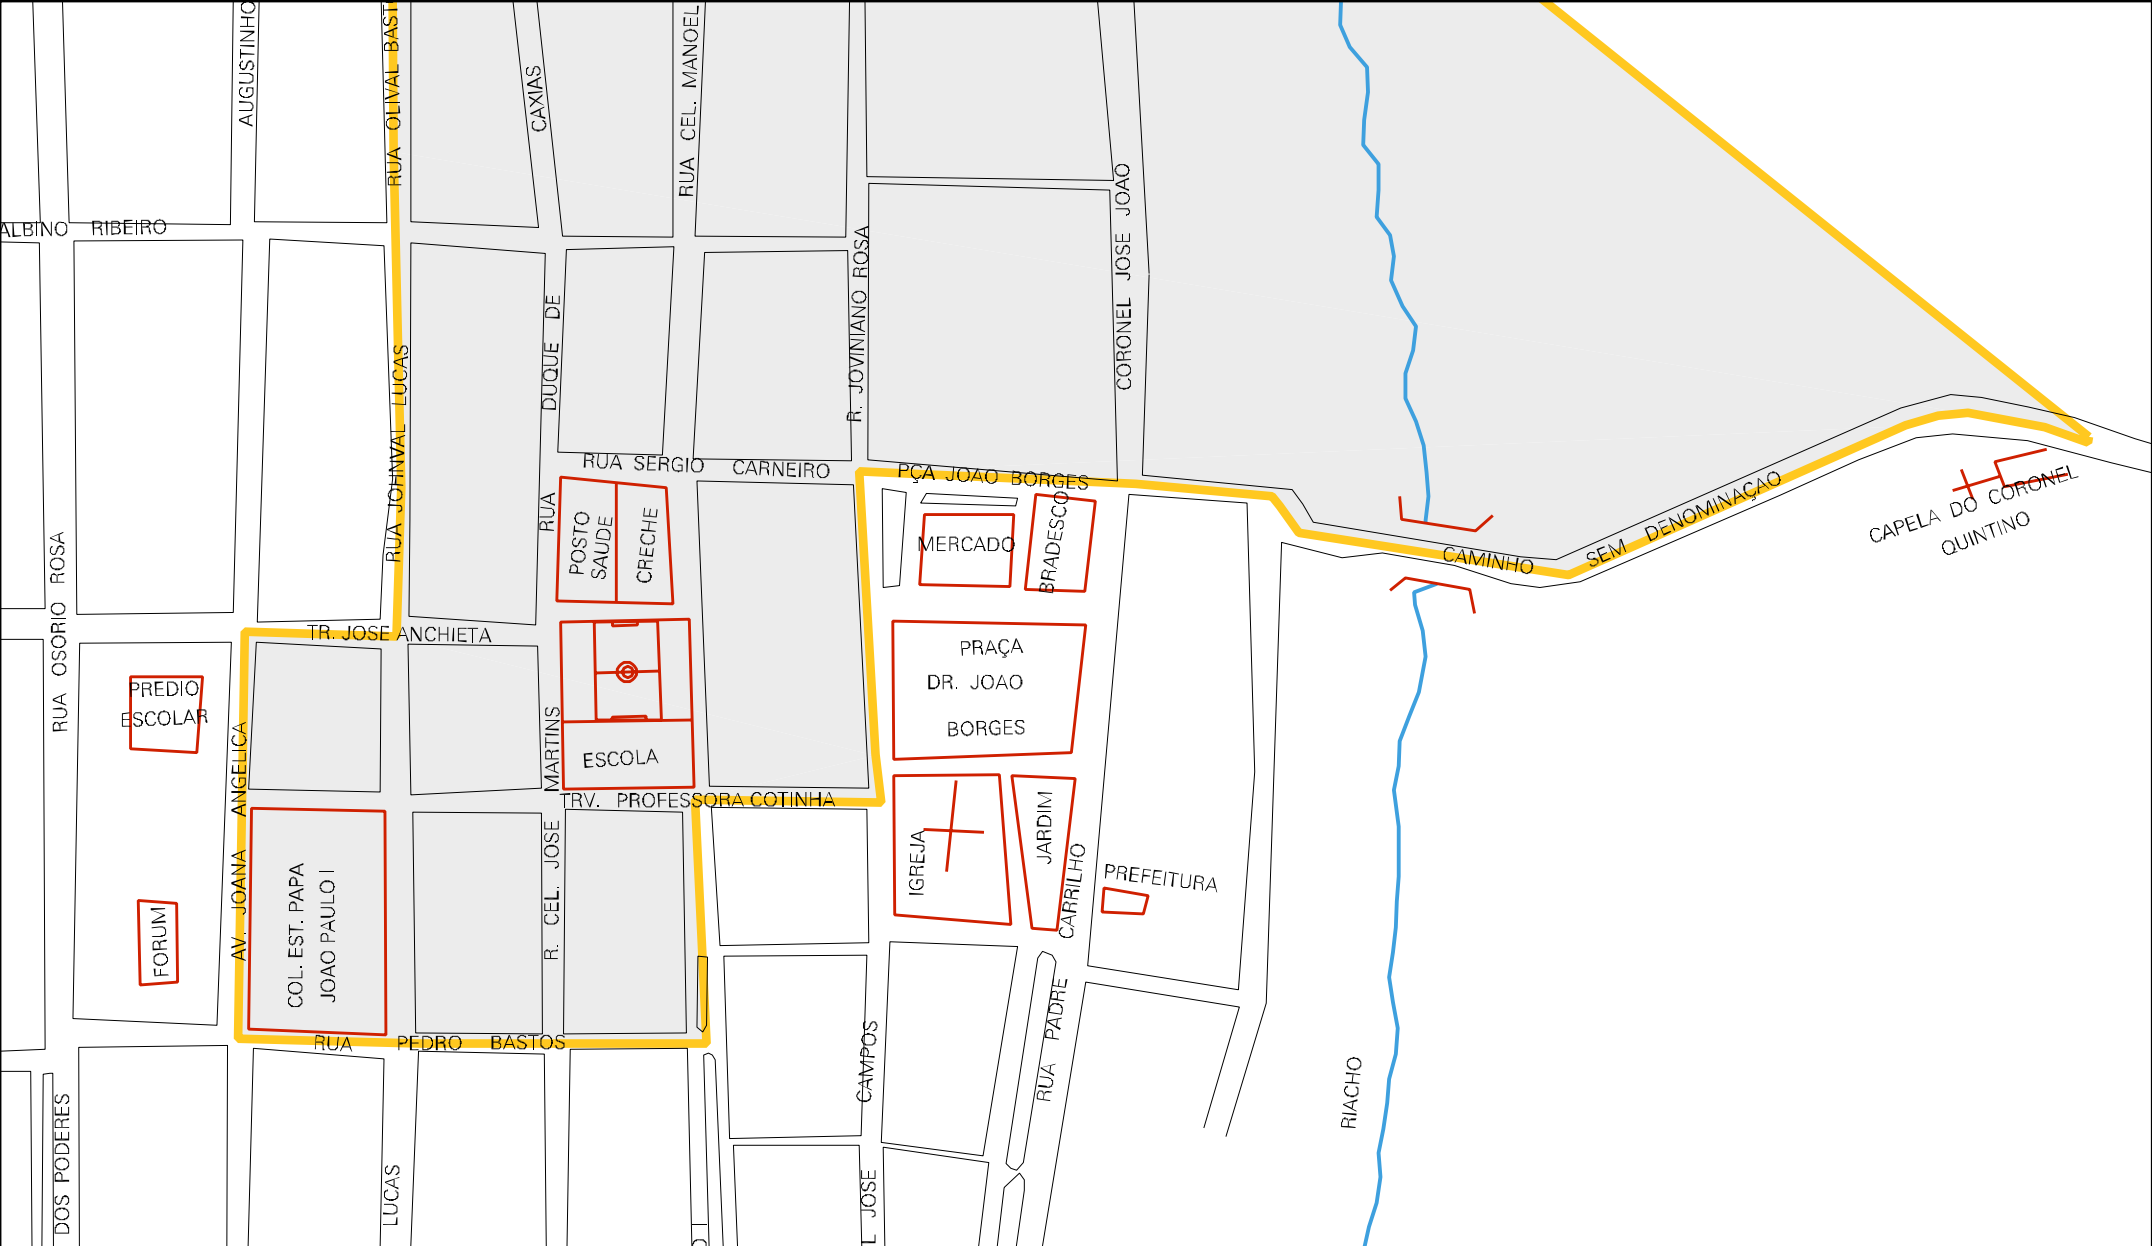 AUGUSTINHO
RUA OLIVAL BAST
CAXIAS
RUA CEL. MANOEL
ALBINO RIBEIRO
CORONEL JOSE JOAO
R. JOVINIANO ROSA
RUA DUQUE DE
RUA JOHNVAL LUCAS
RUA SERGIO CARNEIRO
PÇA JOAO BORGES
RUA OSORIO ROSA
POSTO
SAUDE
CRECHE
MERCADO
BRADESCO
CAMINHO SEM DENOMINAÇAO
CAPELA DO CORONEL
QUINTINO
TR. JOSE ANCHIETA
PRAÇA
DR. JOAO
BORGES
PREDIO
ESCOLAR
ESCOLA
AV. JOANA ANGELICA
R. CEL. JOSE MARTINS
TRV. PROFESSORA COTINHA
IGREJA
JARDIM
PREFEITURA
COL. EST. PAPA
JOAO PAULO I
FORUM
RUA PADRE CARRILHO
RUA PEDRO BASTOS
CAMPOS
RIACHO
DOS PODERES
LUCAS
L JOSE